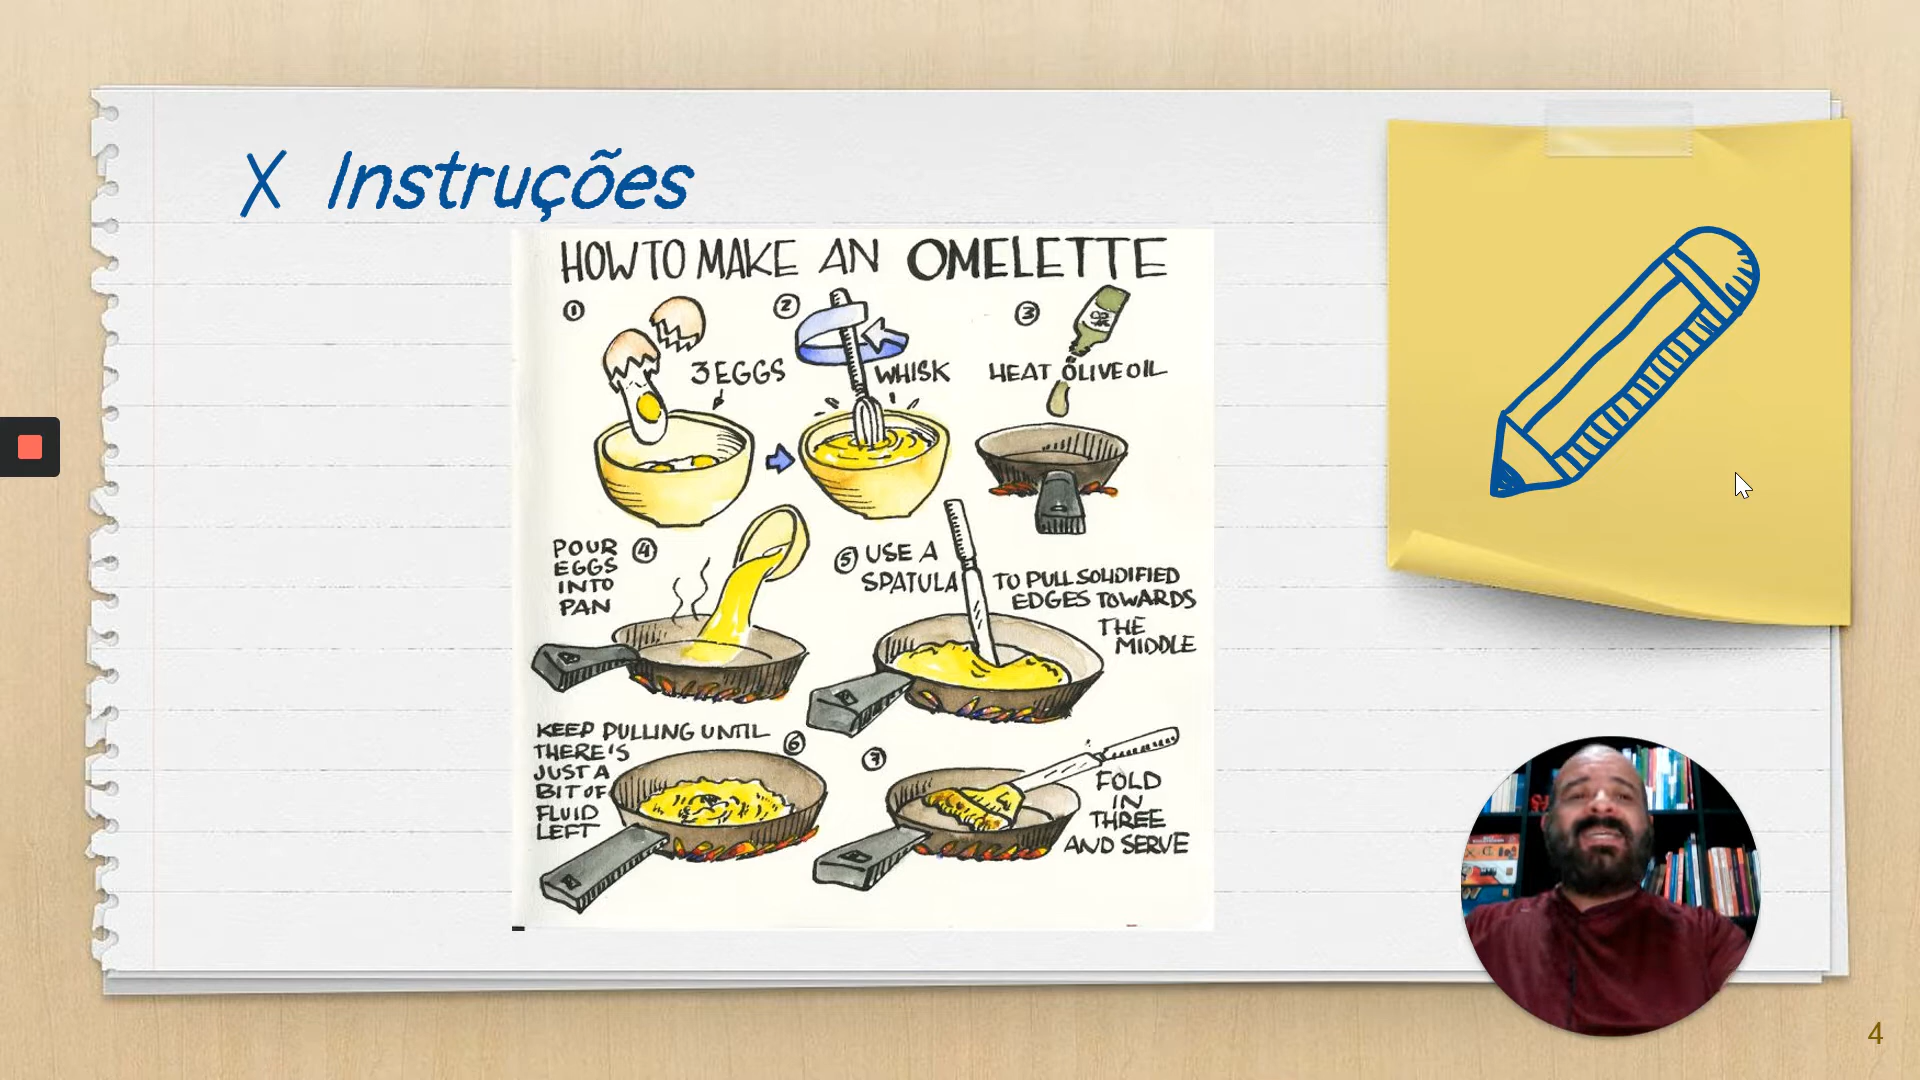 X Instruções
HOW TO MAKE AN OMELETTE
1
3 EGGS
2
WHISK
3
HEAT OLIVE OIL
POUR
EGGS
INTO
PAN
4
5 USE A
SPATULA
TO PULL SOLIDIFIED
EDGES TOWARDS
THE
MIDDLE
KEEP PULLING UNTIL
THERE'S
JUST A
BIT OF
FLUID
LEFT
6
7
FOLD
IN
THREE
AND SERVE
4